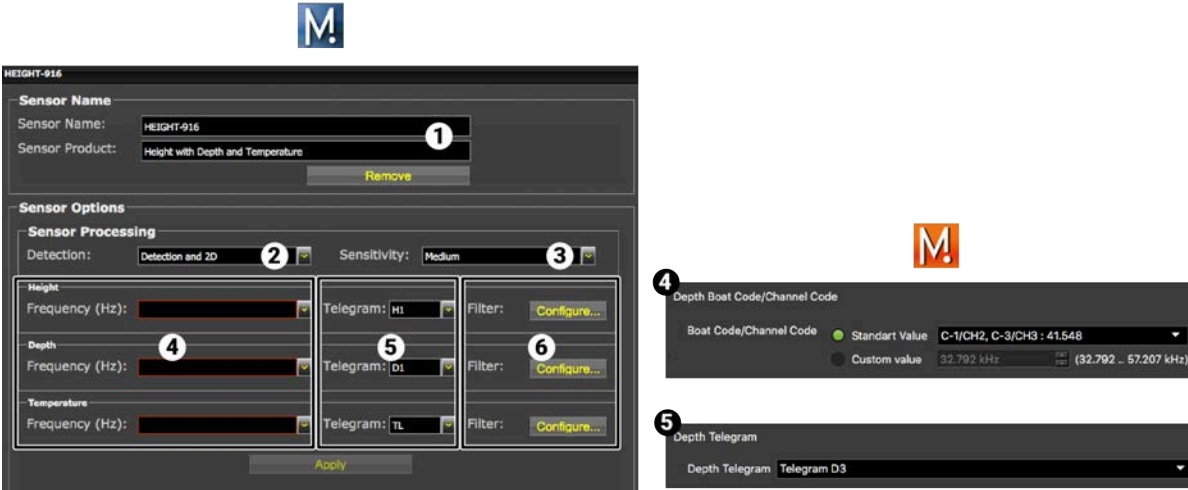 M!
HEIGHT-916
Sensor Name
Sensor Name: HEIGHT-916
1
Sensor Product: Height with Depth and Temperature
Remove
Sensor Options
Sensor Processing
Detection: Detection and 2D 2 Sensitivity: Medium 3
Height
Frequency (Hz): Telegram: H1 Filter: Configure...
Depth
4 5 6
Frequency (Hz): Telegram: D1 Filter: Configure...
Temperature
Frequency (Hz): Telegram: TL Filter: Configure...
Apply
M!
4
Depth Boat Code/Channel Code
Boat Code/Channel Code Standart Value C-1/CH2, C-3/CH3 : 41.548
Custom value 32.792 kHz (32.792 .. 57.207 kHz)
5
Depth Telegram
Depth Telegram Telegram D3